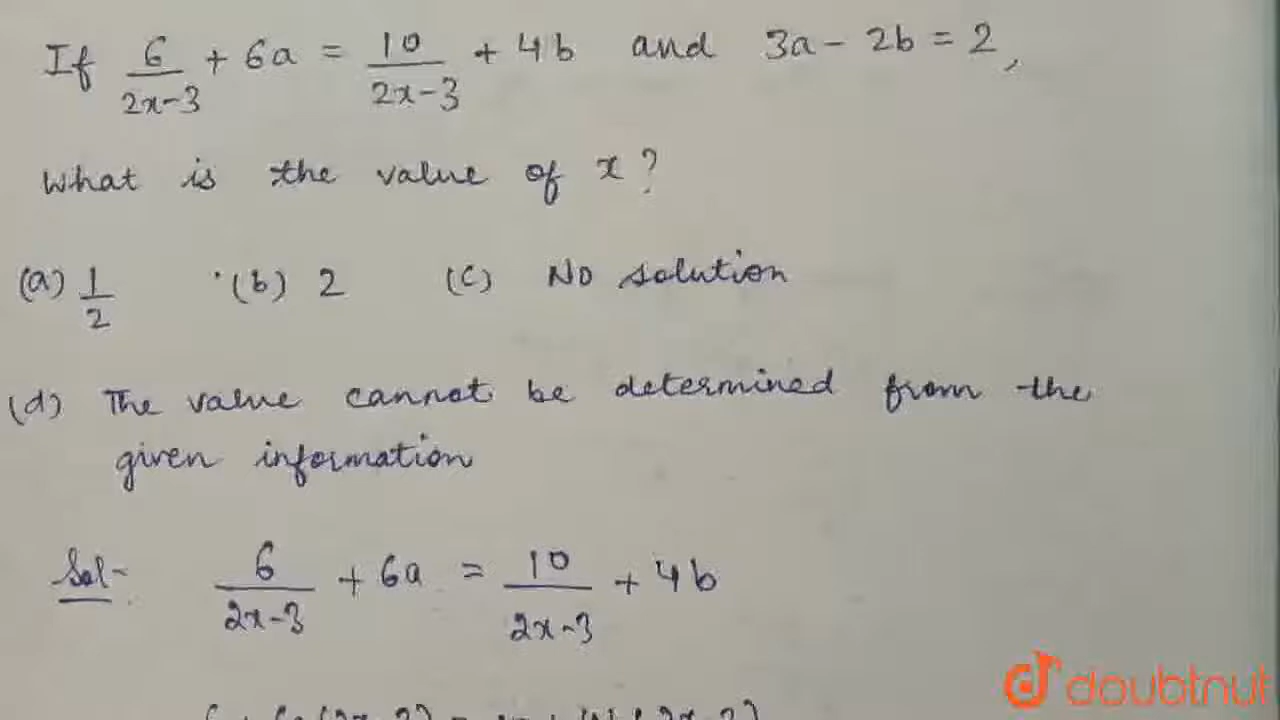 If 6/(2x-3) + 6a = 10/(2x-3) + 4b and 3a - 2b = 2,
What is the value of x?
(a) 1/2 (b) 2 (c) No solution
(d) The value cannot be determined from the
given information
Sol- 6/(2x-3) + 6a = 10/(2x-3) + 4b
doubtnut